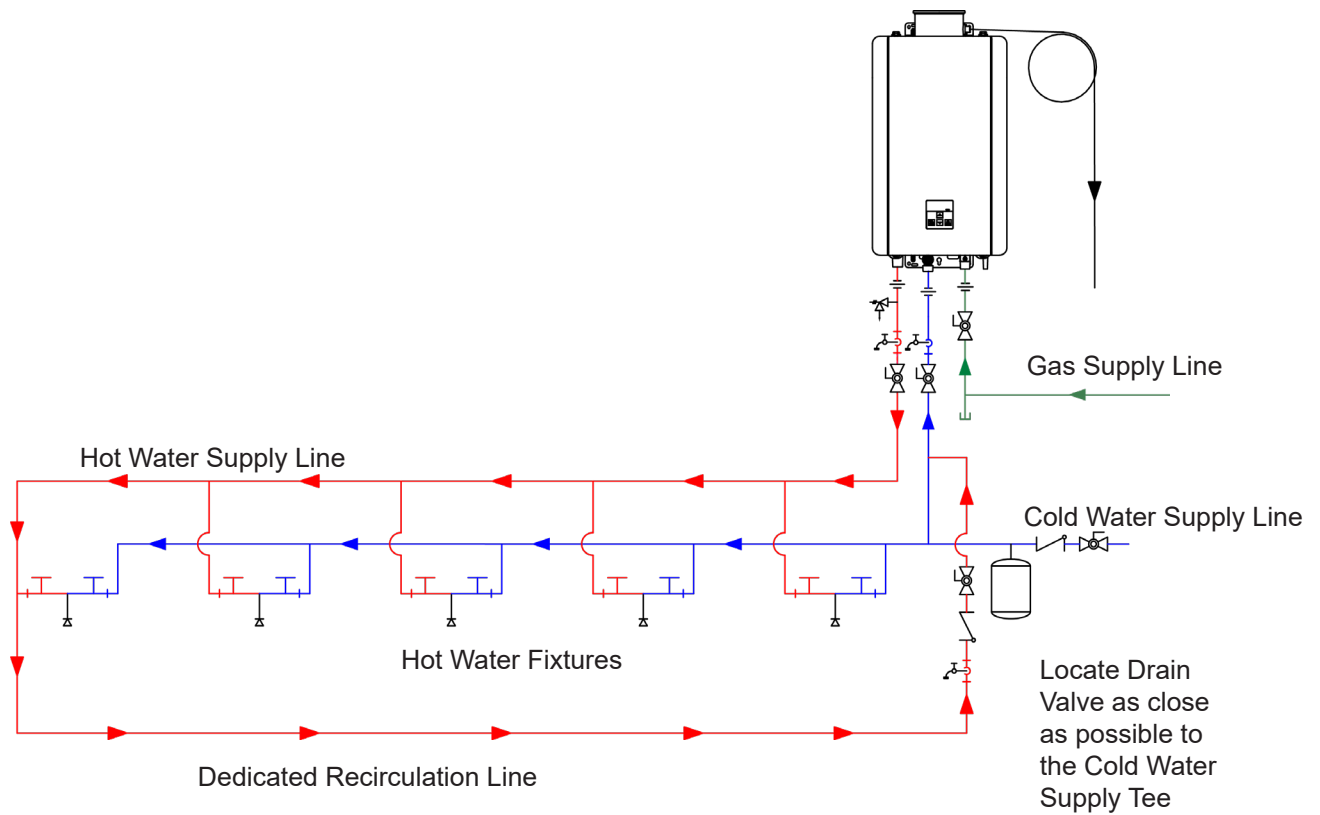 Gas Supply Line
Hot Water Supply Line
Cold Water Supply Line
Hot Water Fixtures
Locate Drain
Valve as close
as possible to
the Cold Water
Supply Tee
Dedicated Recirculation Line